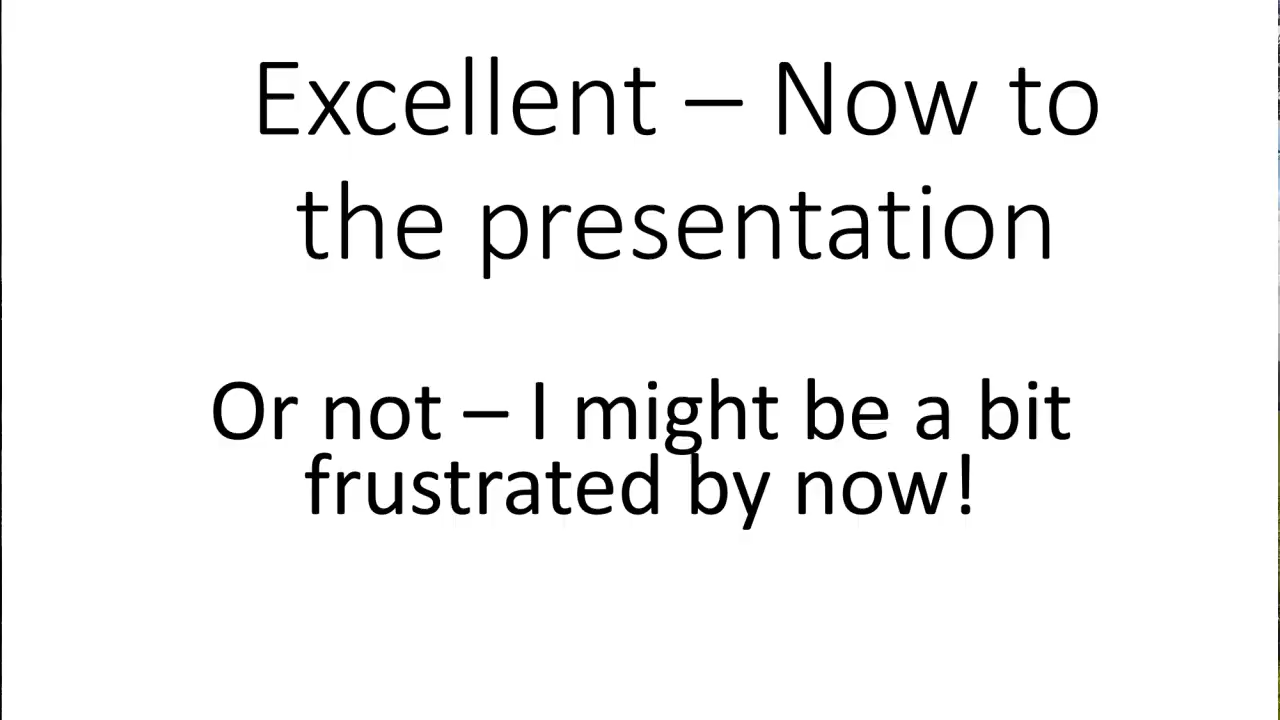 Excellent – Now to
the presentation
Or not – I might be a bit
frustrated by now!